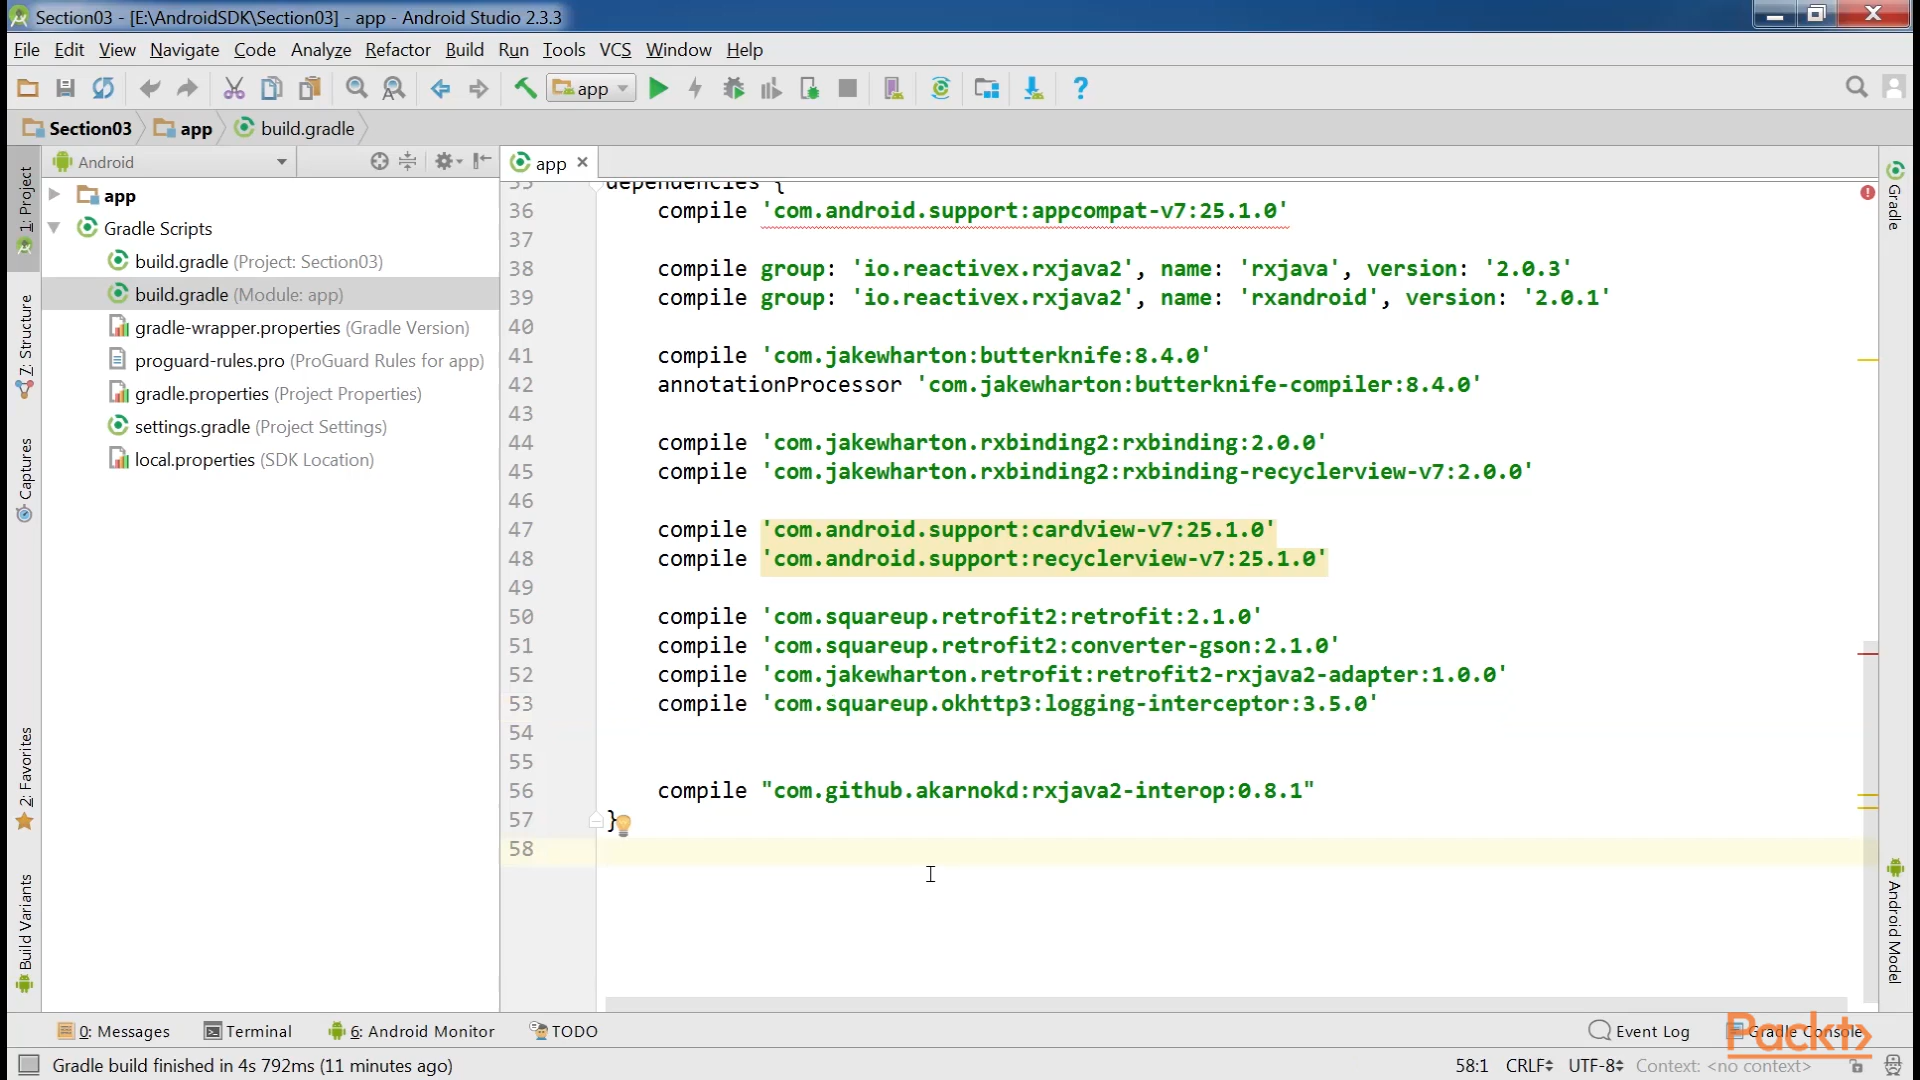 Section03 - [E:\AndroidSDK\Section03] - app - Android Studio 2.3.3
File Edit View Navigate Code Analyze Refactor Build Run Tools VCS Window Help
app
Section03 app build.gradle
Android
app
1: Project
Z: Structure
Captures
2: Favorites
Build Variants
app
Gradle Scripts
build.gradle (Project: Section03)
build.gradle (Module: app)
gradle-wrapper.properties (Gradle Version)
proguard-rules.pro (ProGuard Rules for app)
gradle.properties (Project Properties)
settings.gradle (Project Settings)
local.properties (SDK Location)
35 dependencies {
36 compile 'com.android.support:appcompat-v7:25.1.0'
37
38 compile group: 'io.reactivex.rxjava2', name: 'rxjava', version: '2.0.3'
39 compile group: 'io.reactivex.rxjava2', name: 'rxandroid', version: '2.0.1'
40
41 compile 'com.jakewharton:butterknife:8.4.0'
42 annotationProcessor 'com.jakewharton:butterknife-compiler:8.4.0'
43
44 compile 'com.jakewharton.rxbinding2:rxbinding:2.0.0'
45 compile 'com.jakewharton.rxbinding2:rxbinding-recyclerview-v7:2.0.0'
46
47 compile 'com.android.support:cardview-v7:25.1.0'
48 compile 'com.android.support:recyclerview-v7:25.1.0'
49
50 compile 'com.squareup.retrofit2:retrofit:2.1.0'
51 compile 'com.squareup.retrofit2:converter-gson:2.1.0'
52 compile 'com.jakewharton.retrofit:retrofit2-rxjava2-adapter:1.0.0'
53 compile 'com.squareup.okhttp3:logging-interceptor:3.5.0'
54
55
56 compile "com.github.akarnokd:rxjava2-interop:0.8.1"
57 }
58
Gradle
Android Model
0: Messages Terminal 6: Android Monitor TODO Event Log Gradle Console
Packt>
Gradle build finished in 4s 792ms (11 minutes ago) 58:1 CRLF UTF-8 Context: <no context>